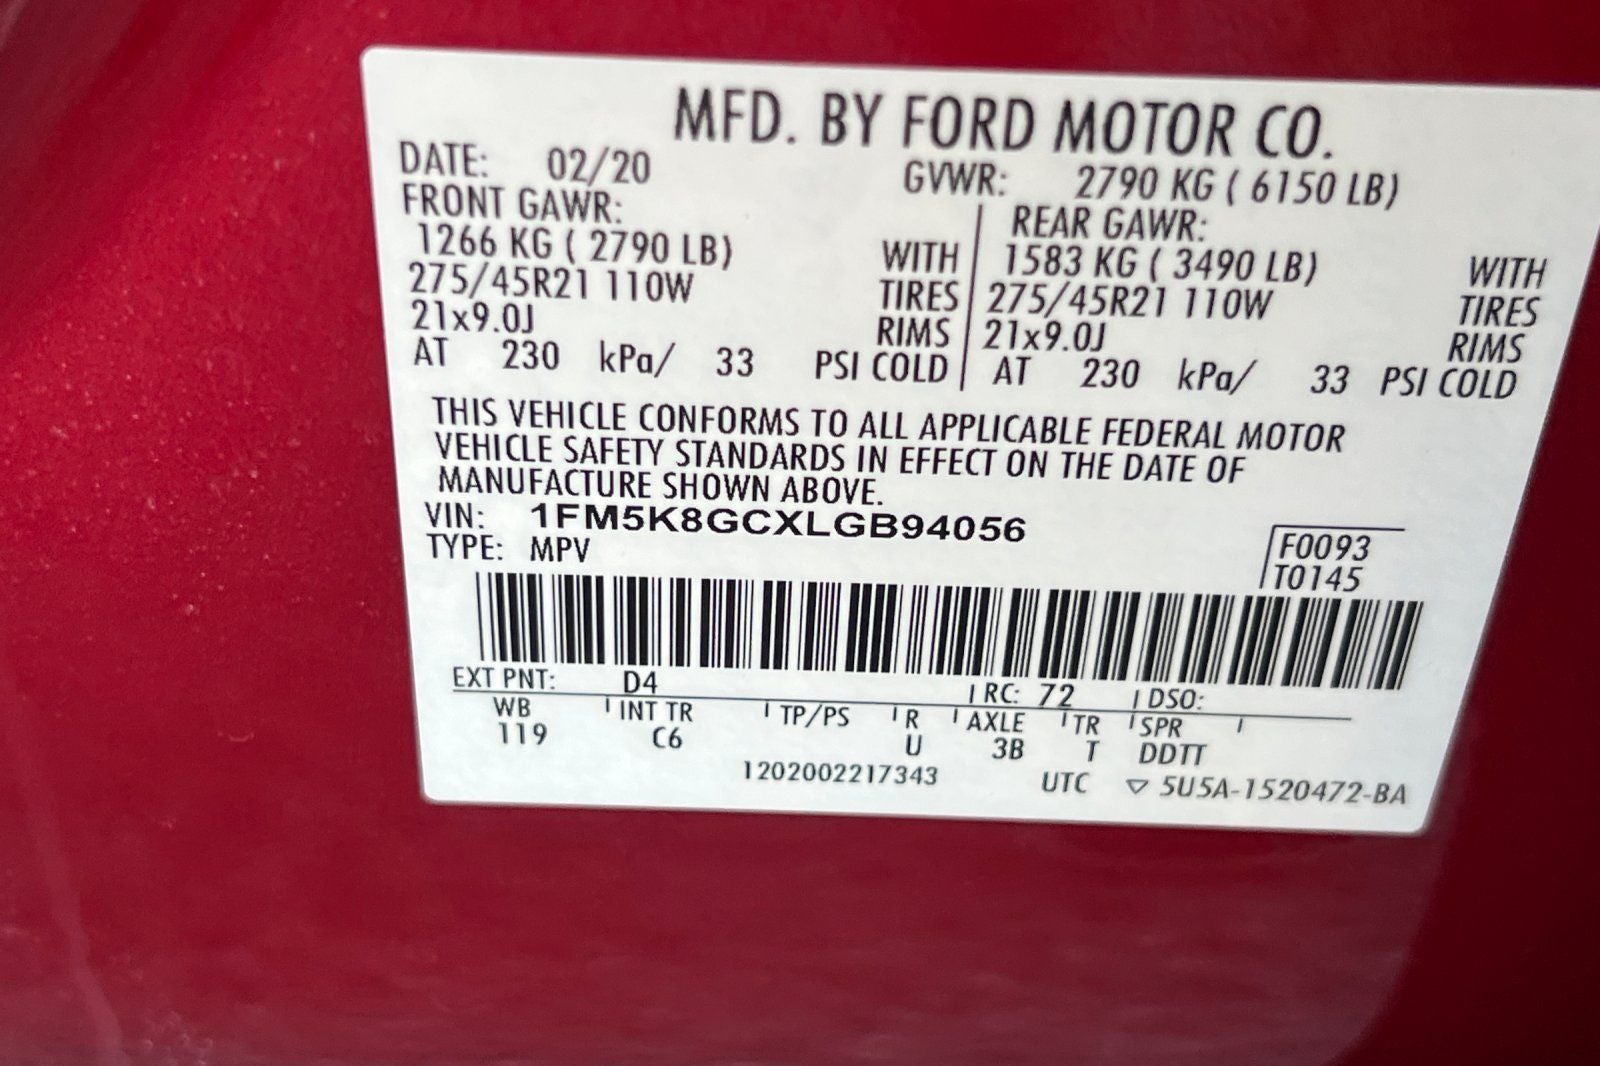 MFD. BY FORD MOTOR CO.
DATE: 02/20 GVWR: 2790 KG ( 6150 LB)
FRONT GAWR: REAR GAWR:
1266 KG ( 2790 LB) WITH 1583 KG ( 3490 LB) WITH
275/45R21 110W TIRES 275/45R21 110W TIRES
21x9.0J RIMS 21x9.0J RIMS
AT 230 kPa/ 33 PSI COLD AT 230 kPa/ 33 PSI COLD
THIS VEHICLE CONFORMS TO ALL APPLICABLE FEDERAL MOTOR
VEHICLE SAFETY STANDARDS IN EFFECT ON THE DATE OF
MANUFACTURE SHOWN ABOVE.
VIN: 1FM5K8GCXLGB94056
TYPE: MPV
F0093
T0145
EXT PNT: D4 RC: 72 DSO:
WB INT TR TP/PS R AXLE TR SPR
119 C6 U 3B T DDTT
1202002217343 UTC ▽ 5U5A-1520472-BA